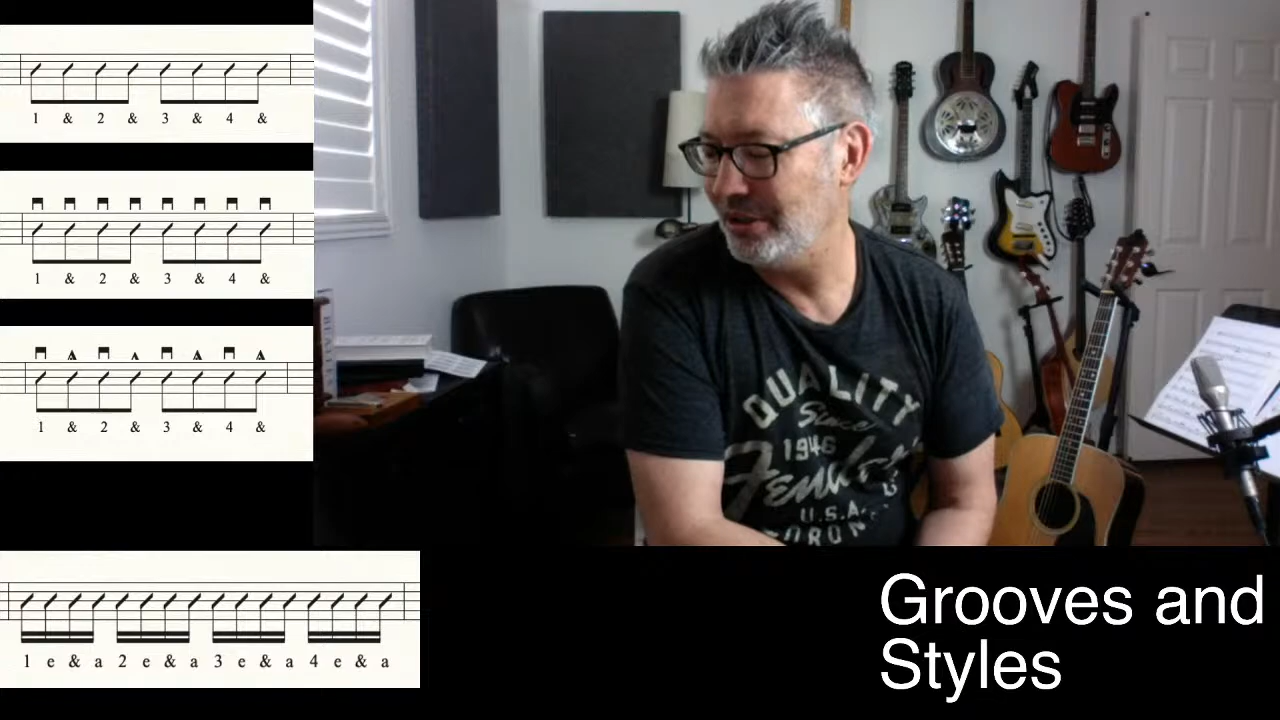 1 & 2 & 3 & 4 &
1 & 2 & 3 & 4 &
1 & 2 & 3 & 4 &
1 e & a 2 e & a 3 e & a 4 e & a
QUALITY
Since
1946
Fender
U.S.A.
Grooves and
Styles